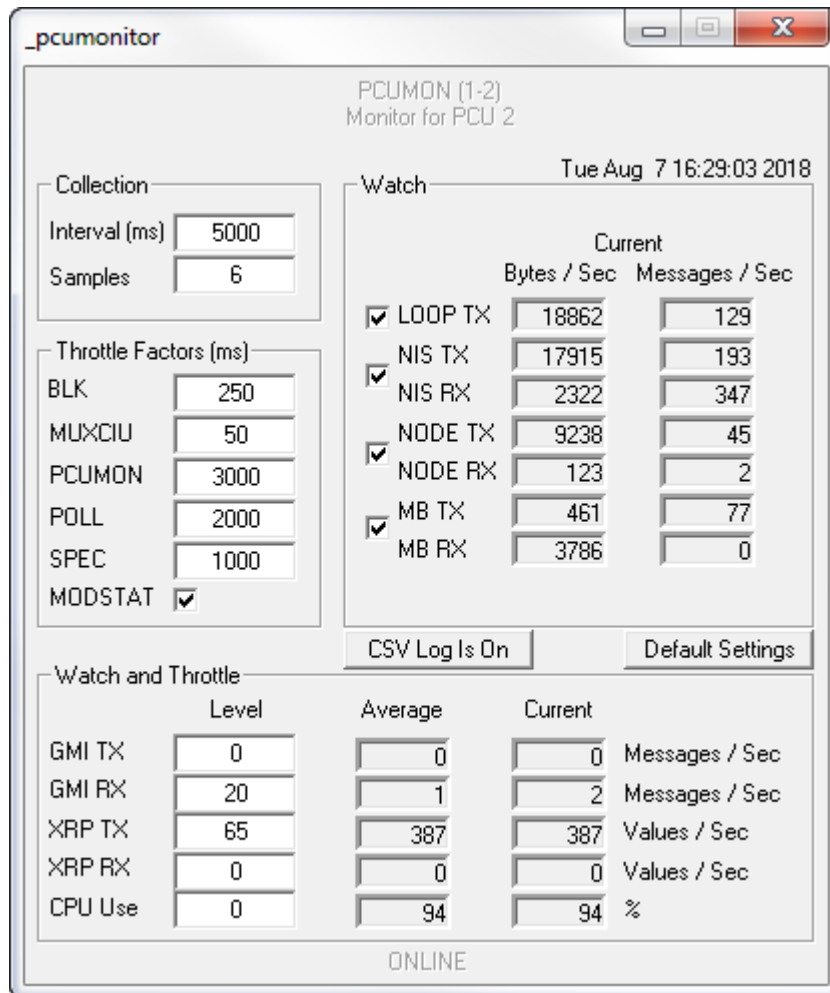 _pcumonitor
PCUMON (1-2)
Monitor for PCU 2
Tue Aug 7 16:29:03 2018
Collection
Interval (ms) 5000
Samples 6
Throttle Factors (ms)
BLK 250
MUXCIU 50
PCUMON 3000
POLL 2000
SPEC 1000
MODSTAT
Watch
Current
Bytes / Sec Messages / Sec
LOOP TX 18862 129
NIS TX 17915 193
NIS RX 2322 347
NODE TX 9238 45
NODE RX 123 2
MB TX 461 77
MB RX 3786 0
CSV Log Is On Default Settings
Watch and Throttle
Level Average Current
GMI TX 0 0 0 Messages / Sec
GMI RX 20 1 2 Messages / Sec
XRP TX 65 387 387 Values / Sec
XRP RX 0 0 0 Values / Sec
CPU Use 0 94 94 %
ONLINE